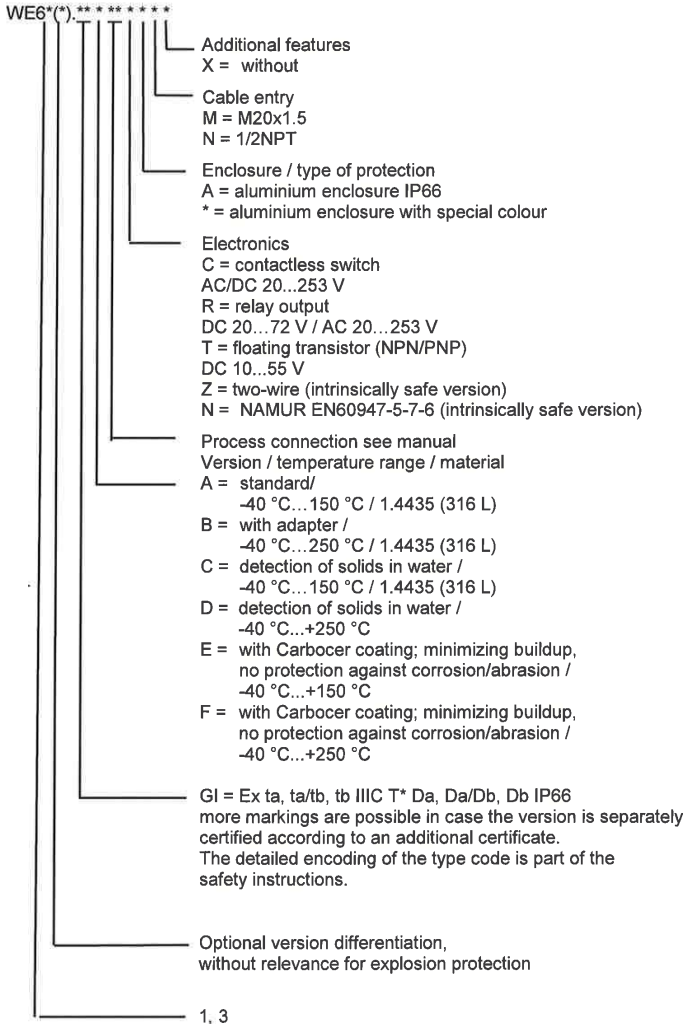 WE6*(*).** * ** * * * *
Additional features
X = without
Cable entry
M = M20x1.5
N = 1/2NPT
Enclosure / type of protection
A = aluminium enclosure IP66
* = aluminium enclosure with special colour
Electronics
C = contactless switch
AC/DC 20...253 V
R = relay output
DC 20...72 V / AC 20...253 V
T = floating transistor (NPN/PNP)
DC 10...55 V
Z = two-wire (intrinsically safe version)
N = NAMUR EN60947-5-7-6 (intrinsically safe version)
Process connection see manual
Version / temperature range / material
A = standard/
-40 °C...150 °C / 1.4435 (316 L)
B = with adapter /
-40 °C...250 °C / 1.4435 (316 L)
C = detection of solids in water /
-40 °C...150 °C / 1.4435 (316 L)
D = detection of solids in water /
-40 °C...+250 °C
E = with Carbocer coating; minimizing buildup,
no protection against corrosion/abrasion /
-40 °C...+150 °C
F = with Carbocer coating; minimizing buildup,
no protection against corrosion/abrasion /
-40 °C...+250 °C
GI = Ex ta, ta/tb, tb IIIC T* Da, Da/Db, Db IP66
more markings are possible in case the version is separately
certified according to an additional certificate.
The detailed encoding of the type code is part of the
safety instructions.
Optional version differentiation,
without relevance for explosion protection
1, 3